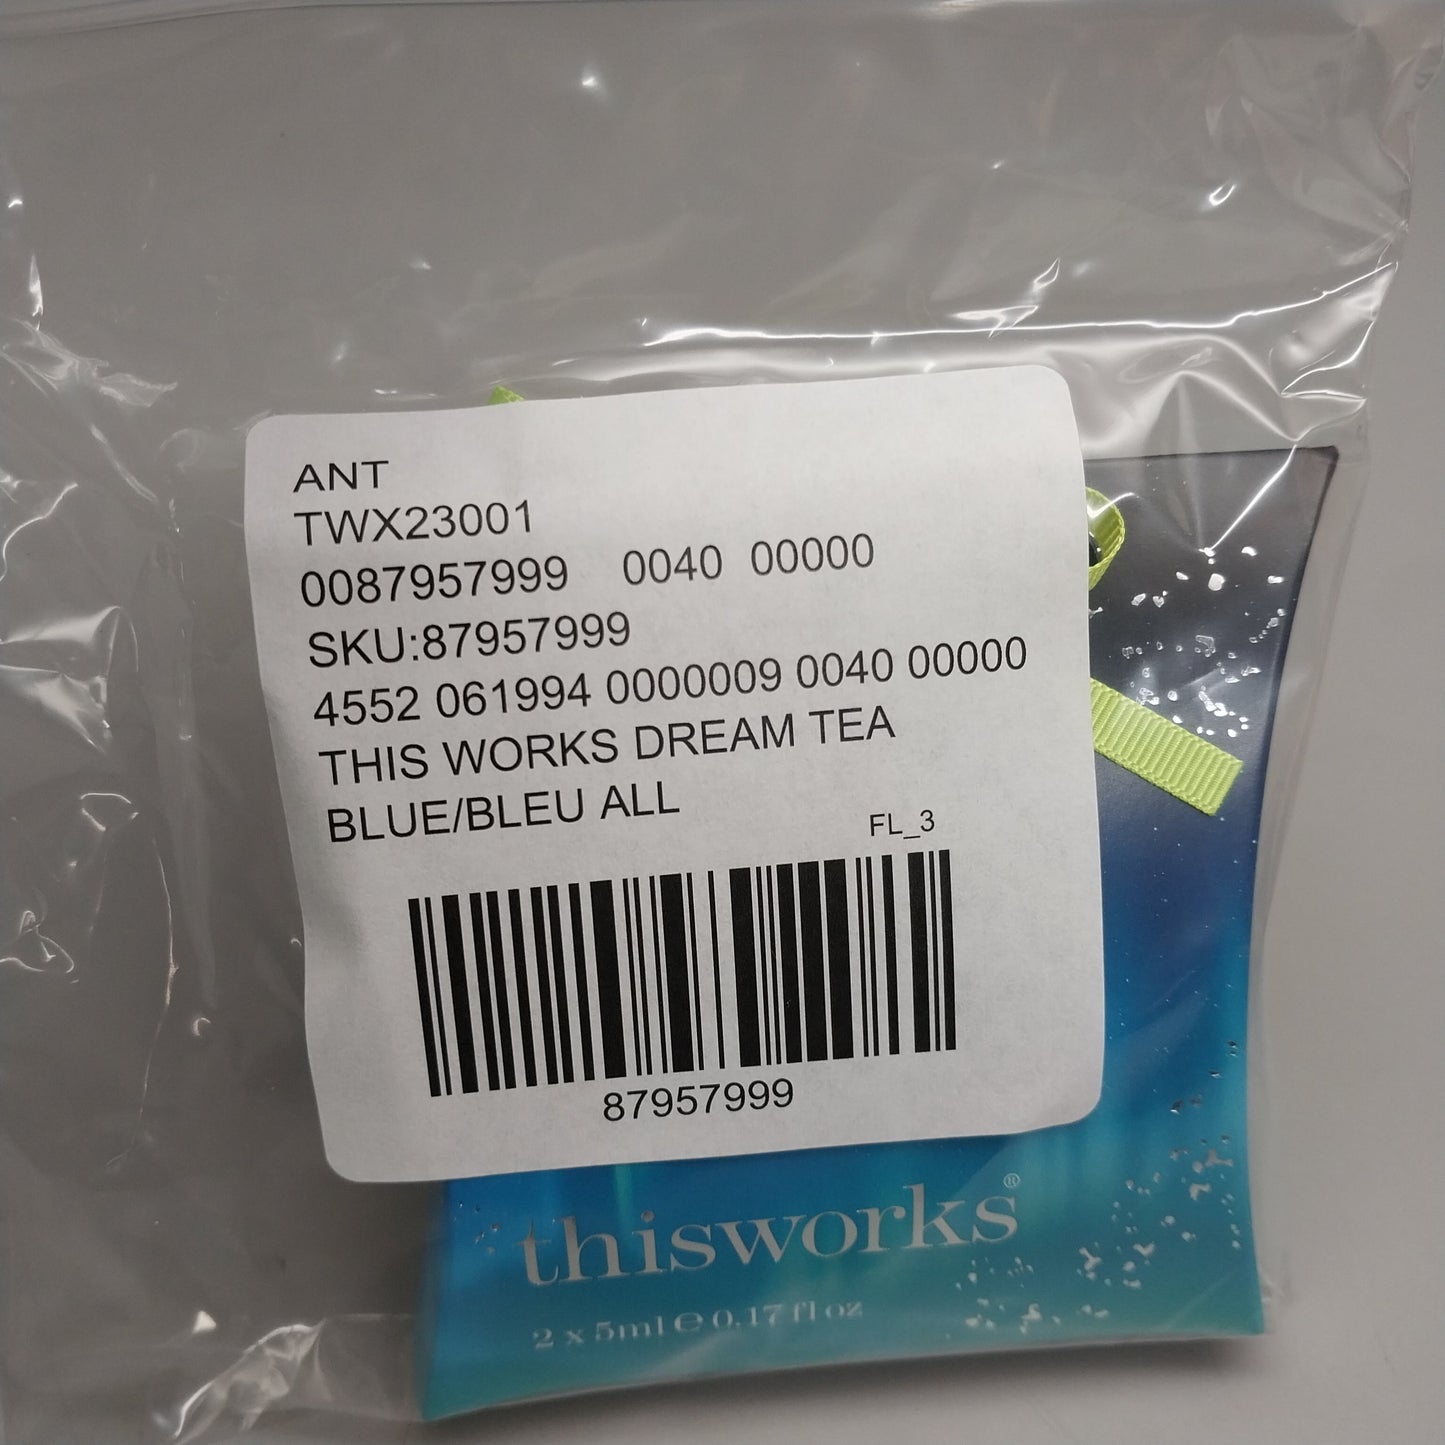 ANT
TWX23001
0087957999 0040 00000
SKU:87957999
4552 061994 0000009 0040 00000
THIS WORKS DREAM TEA
BLUE/BLEU ALL
FL_3
87957999
thisworks®
2 x 5ml ℮ 0.17 fl oz